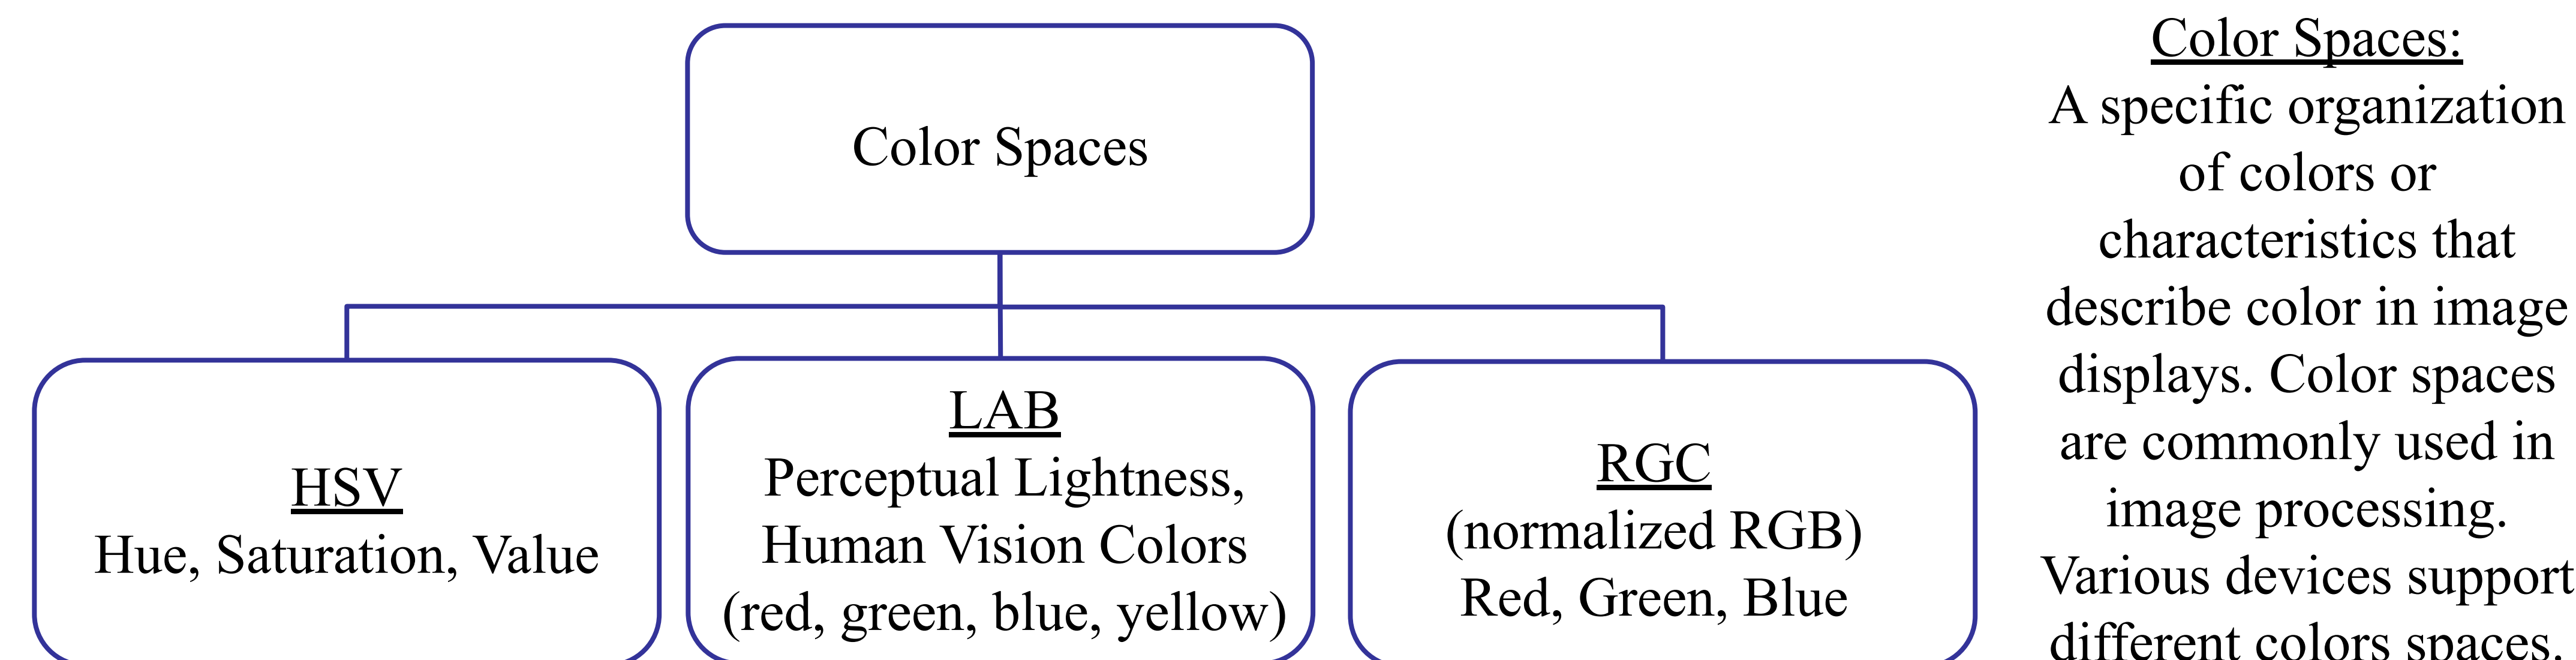 Color Spaces
HSV
Hue, Saturation, Value
LAB
Perceptual Lightness,
Human Vision Colors
(red, green, blue, yellow)
RGC
(normalized RGB)
Red, Green, Blue
Color Spaces:
A specific organization
of colors or
characteristics that
describe color in image
displays. Color spaces
are commonly used in
image processing.
Various devices support
different colors spaces.